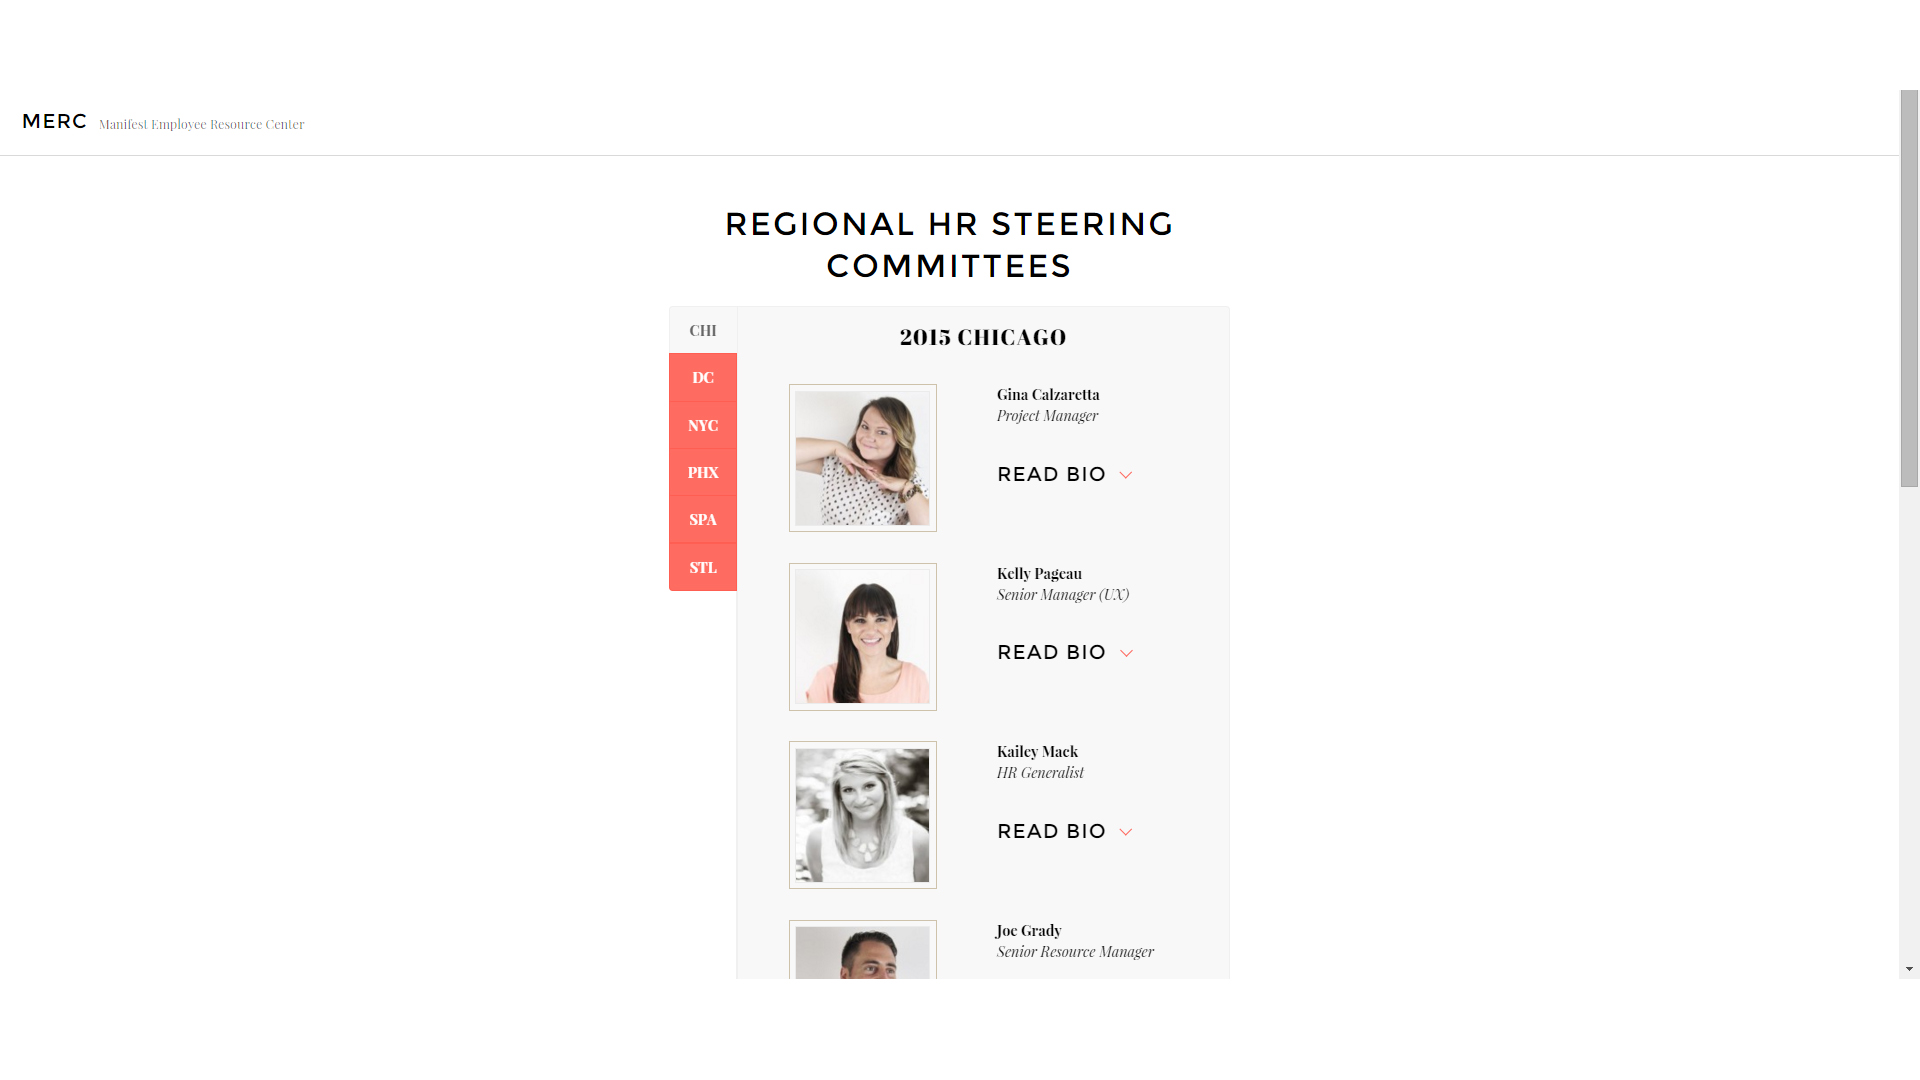 MERC Manifest Employee Resource Center
REGIONAL HR STEERING
COMMITTEES
CHI
DC
NYC
PHX
SPA
STL
2015 CHICAGO
Gina Calzaretta
Project Manager
READ BIO
Kelly Pageau
Senior Manager (UX)
READ BIO
Kailey Mack
HR Generalist
READ BIO
Joe Grady
Senior Resource Manager